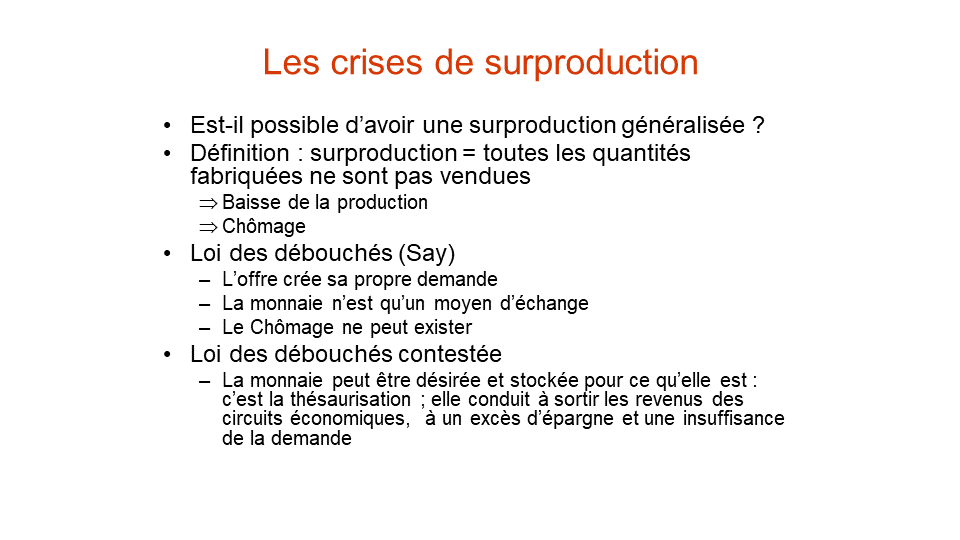 Les crises de surproduction
• Est-il possible d’avoir une surproduction généralisée ?
• Définition : surproduction = toutes les quantités
fabriquées ne sont pas vendues
⇒ Baisse de la production
⇒ Chômage
• Loi des débouchés (Say)
– L’offre crée sa propre demande
– La monnaie n’est qu’un moyen d’échange
– Le Chômage ne peut exister
• Loi des débouchés contestée
– La monnaie peut être désirée et stockée pour ce qu’elle est :
c’est la thésaurisation ; elle conduit à sortir les revenus des
circuits économiques, à un excès d’épargne et une insuffisance
de la demande